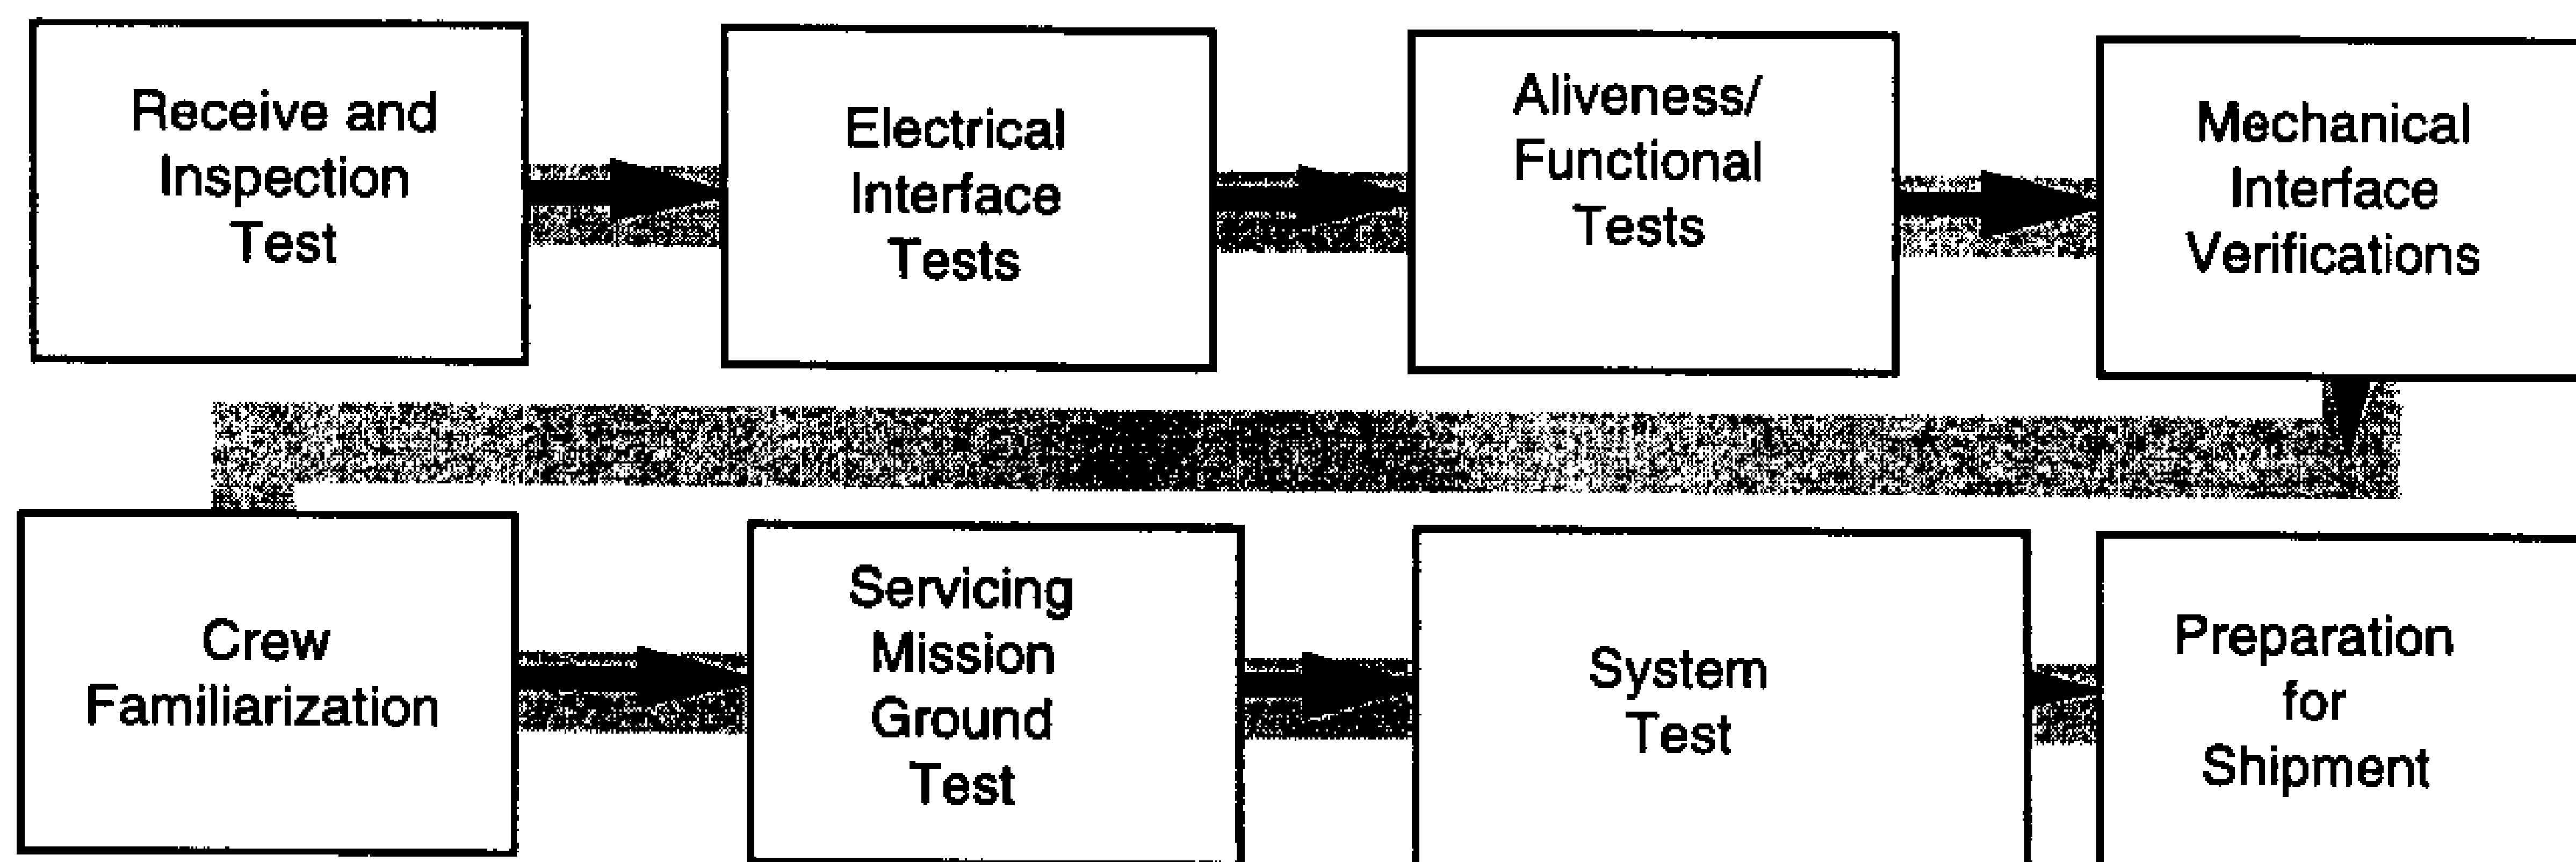 Receive and
Inspection
Test
Electrical
Interface
Tests
Aliveness/
Functional
Tests
Mechanical
Interface
Verifications
Crew
Familiarization
Servicing
Mission
Ground
Test
System
Test
Preparation
for
Shipment